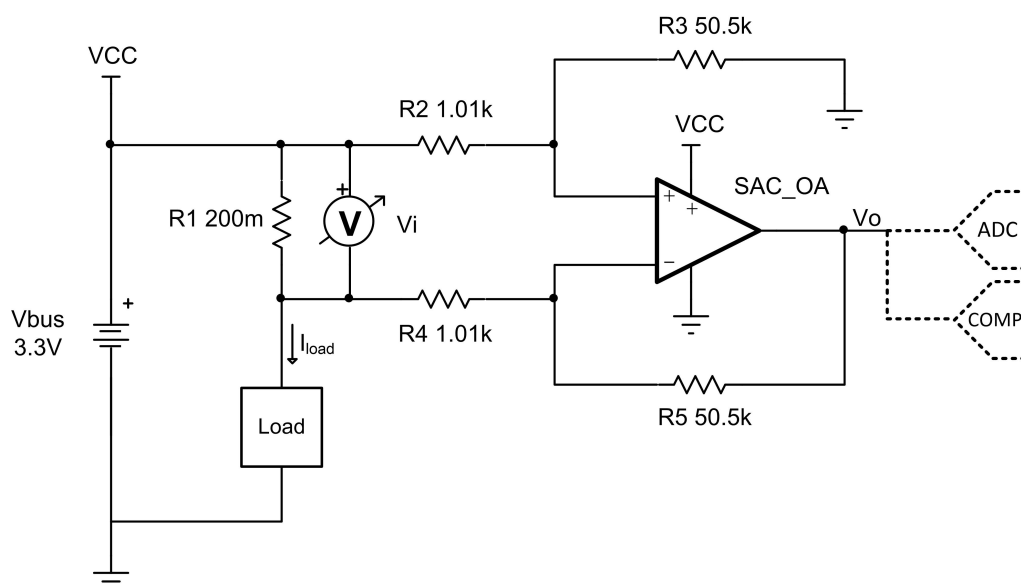 R3 50.5k
VCC
R2 1.01k
VCC
SAC_OA
+
+
+
R1 200m
V
Vi
Vo
ADC
−
+
Vbus
3.3V
R4 1.01k
Iload
COMP
Load
R5 50.5k